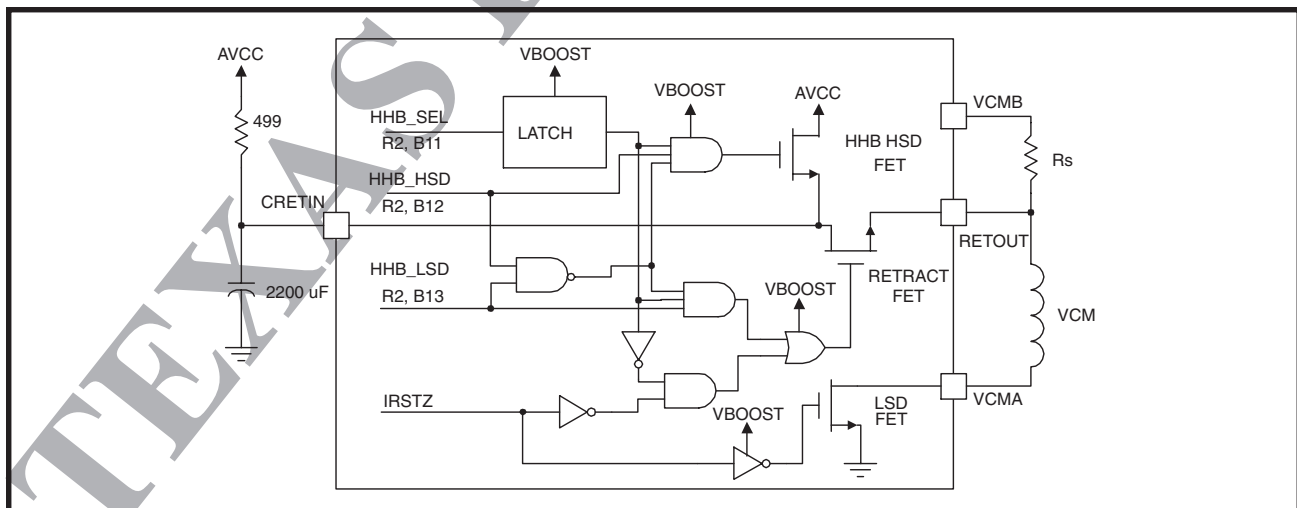 AVCC
VBOOST
VBOOST
AVCC
VCMB
499
HHB_SEL
LATCH
HHB HSD
FET
Rs
R2, B11
HHB_HSD
CRETIN
R2, B12
RETOUT
HHB_LSD
RETRACT
FET
2200 uF
R2, B13
VBOOST
VCM
IRSTZ
VBOOST
LSD
FET
VCMA
TEXAS